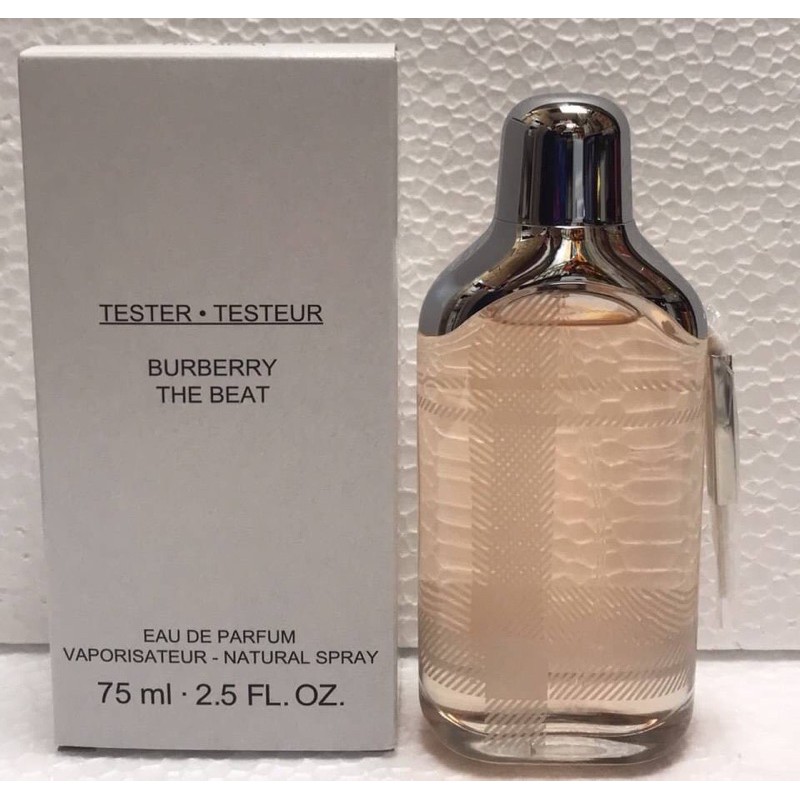 TESTER • TESTEUR
BURBERRY
THE BEAT
EAU DE PARFUM
VAPORISATEUR - NATURAL SPRAY
75 ml · 2.5 FL. OZ.